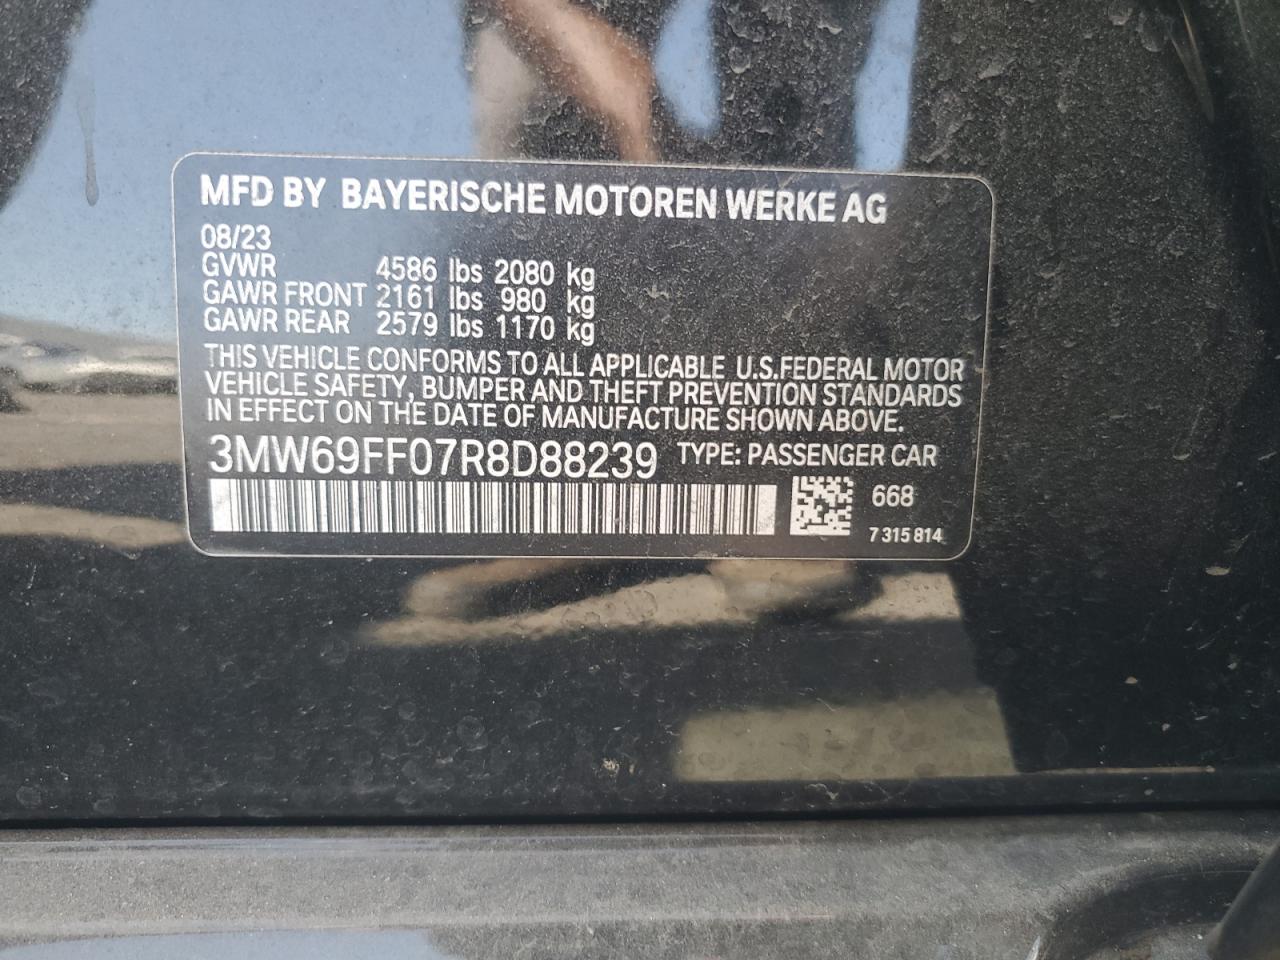 MFD BY BAYERISCHE MOTOREN WERKE AG
08/23
GVWR 4586 lbs 2080 kg
GAWR FRONT 2161 lbs 980 kg
GAWR REAR 2579 lbs 1170 kg
THIS VEHICLE CONFORMS TO ALL APPLICABLE U.S.FEDERAL MOTOR
VEHICLE SAFETY, BUMPER AND THEFT PREVENTION STANDARDS
IN EFFECT ON THE DATE OF MANUFACTURE SHOWN ABOVE.
3MW69FF07R8D88239 TYPE: PASSENGER CAR
668
7 315 814